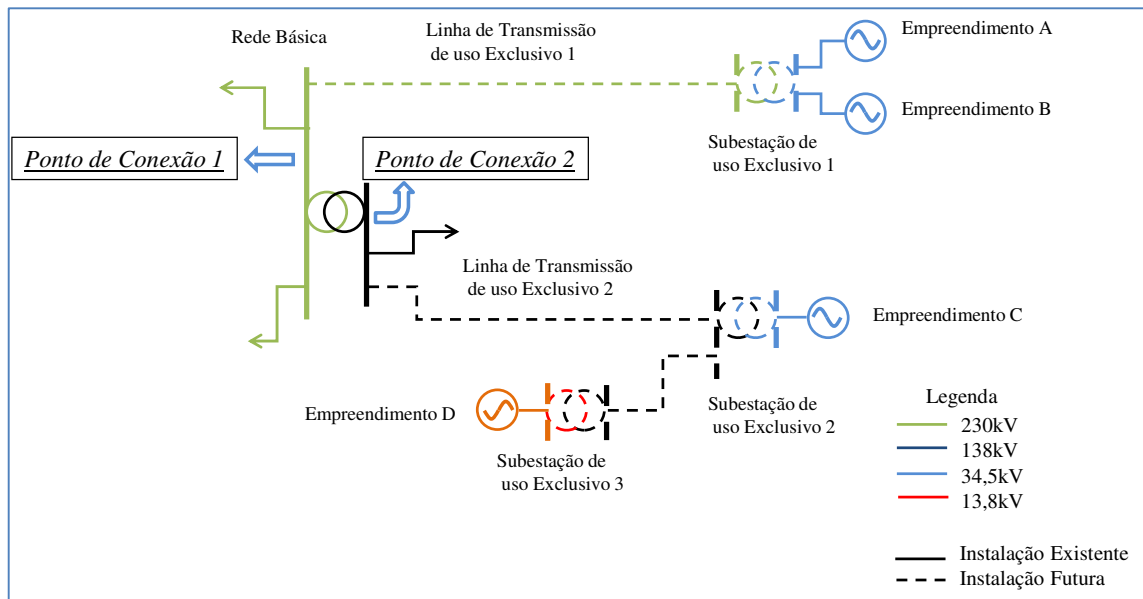 Rede Básica
Linha de Transmissão
de uso Exclusivo 1
Empreendimento A
Empreendimento B
Subestação de
uso Exclusivo 1
Ponto de Conexão 1
Ponto de Conexão 2
Linha de Transmissão
de uso Exclusivo 2
Empreendimento C
Empreendimento D
Subestação de
uso Exclusivo 2
Subestação de
uso Exclusivo 3
Legenda
230kV
138kV
34,5kV
13,8kV
Instalação Existente
Instalação Futura